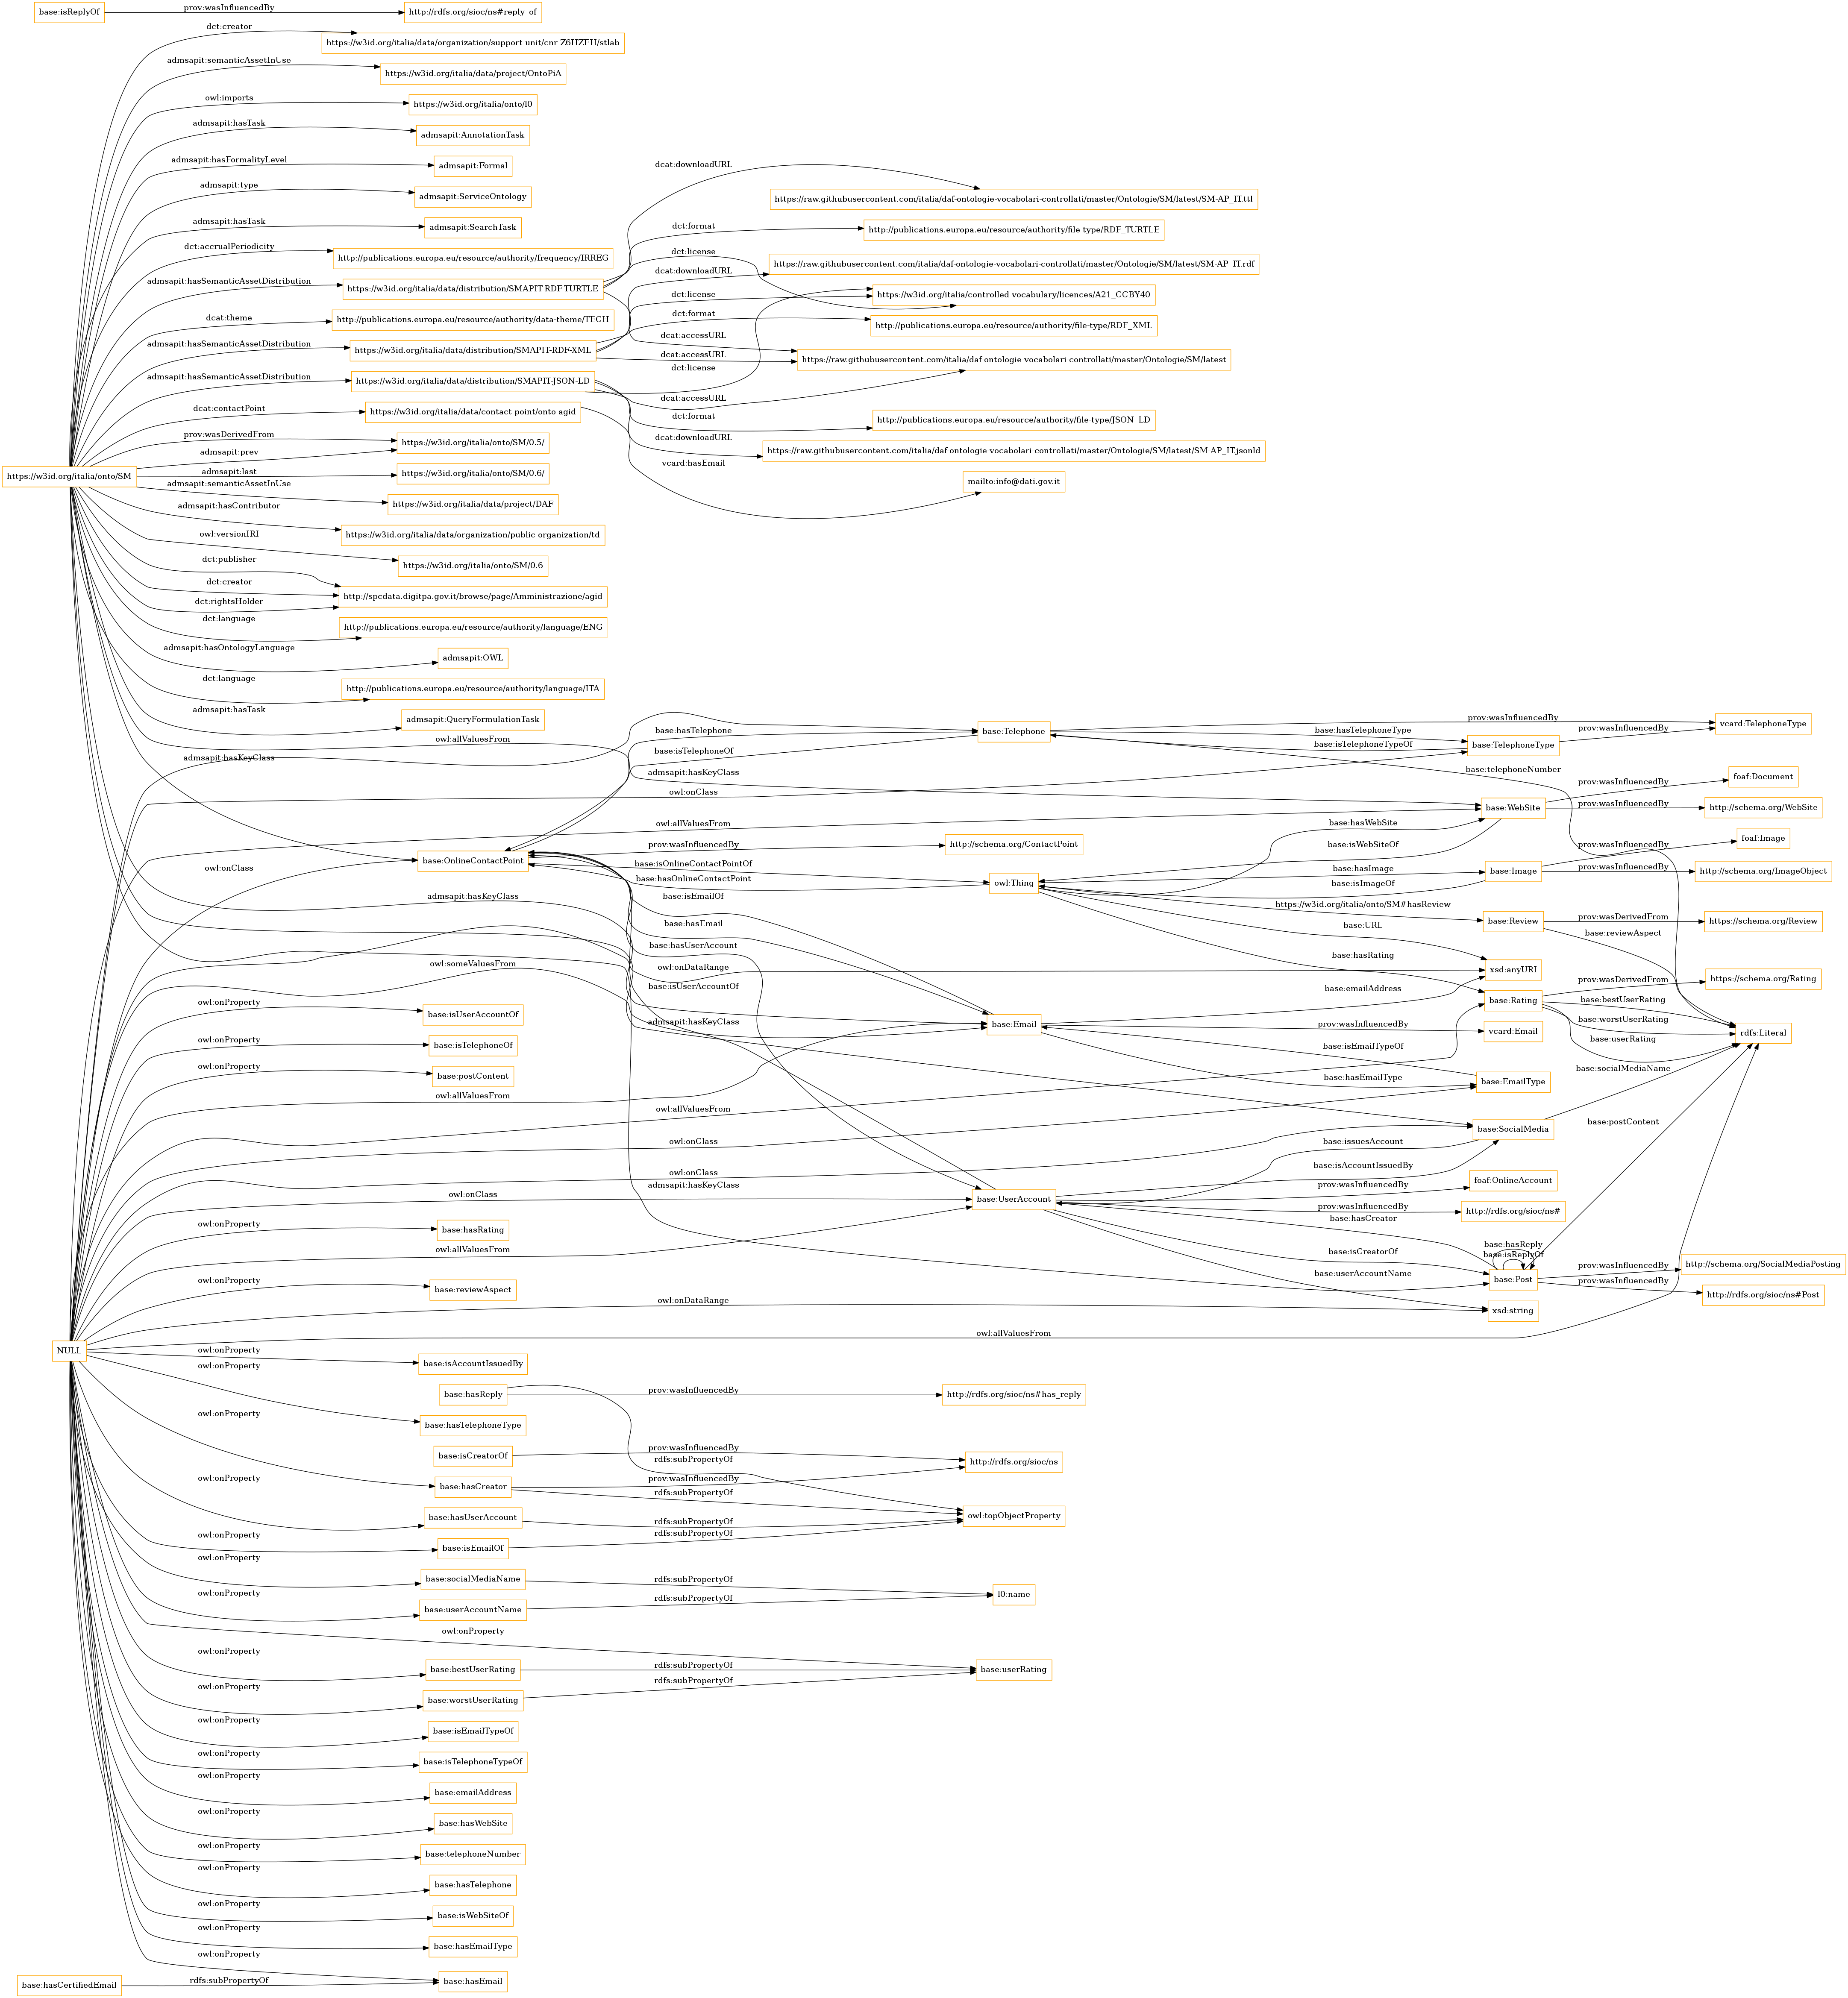 base:isReplyOf
prov:wasInfluencedBy
http://rdfs.org/sioc/ns#reply_of
dct:creator
https://w3id.org/italia/data/organization/support-unit/cnr-Z6HZEH/stlab
admsapit:semanticAssetInUse
https://w3id.org/italia/data/project/OntoPiA
owl:imports
https://w3id.org/italia/onto/l0
admsapit:hasTask
admsapit:AnnotationTask
admsapit:hasFormalityLevel
admsapit:Formal
admsapit:type
admsapit:ServiceOntology
admsapit:hasTask
admsapit:SearchTask
dct:accrualPeriodicity
http://publications.europa.eu/resource/authority/frequency/IRREG
admsapit:hasSemanticAssetDistribution
https://w3id.org/italia/data/distribution/SMAPIT-RDF-TURTLE
dcat:theme
http://publications.europa.eu/resource/authority/data-theme/TECH
admsapit:hasSemanticAssetDistribution
https://w3id.org/italia/data/distribution/SMAPIT-RDF-XML
admsapit:hasSemanticAssetDistribution
https://w3id.org/italia/data/distribution/SMAPIT-JSON-LD
dcat:contactPoint
https://w3id.org/italia/data/contact-point/onto-agid
prov:wasDerivedFrom
https://w3id.org/italia/onto/SM/0.5/
admsapit:prev
https://w3id.org/italia/onto/SM
admsapit:last
https://w3id.org/italia/onto/SM/0.6/
admsapit:semanticAssetInUse
https://w3id.org/italia/data/project/DAF
admsapit:hasContributor
https://w3id.org/italia/data/organization/public-organization/td
owl:versionIRI
https://w3id.org/italia/onto/SM/0.6
dct:publisher
dct:creator
http://spcdata.digitpa.gov.it/browse/page/Amministrazione/agid
dct:rightsHolder
dct:language
http://publications.europa.eu/resource/authority/language/ENG
admsapit:hasOntologyLanguage
admsapit:OWL
dct:language
http://publications.europa.eu/resource/authority/language/ITA
admsapit:hasTask
admsapit:QueryFormulationTask
dcat:downloadURL
https://raw.githubusercontent.com/italia/daf-ontologie-vocabolari-controllati/master/Ontologie/SM/latest/SM-AP_IT.ttl
dct:format
http://publications.europa.eu/resource/authority/file-type/RDF_TURTLE
dct:license
dcat:downloadURL
https://raw.githubusercontent.com/italia/daf-ontologie-vocabolari-controllati/master/Ontologie/SM/latest/SM-AP_IT.rdf
dct:license
https://w3id.org/italia/controlled-vocabulary/licences/A21_CCBY40
dct:format
http://publications.europa.eu/resource/authority/file-type/RDF_XML
dcat:accessURL
dcat:accessURL
https://raw.githubusercontent.com/italia/daf-ontologie-vocabolari-controllati/master/Ontologie/SM/latest
dct:license
dcat:accessURL
dct:format
http://publications.europa.eu/resource/authority/file-type/JSON_LD
dcat:downloadURL
https://raw.githubusercontent.com/italia/daf-ontologie-vocabolari-controllati/master/Ontologie/SM/latest/SM-AP_IT.jsonld
vcard:hasEmail
mailto:info@dati.gov.it
owl:allValuesFrom
admsapit:hasKeyClass
base:hasTelephone
base:isTelephoneOf
base:Telephone
prov:wasInfluencedBy
vcard:TelephoneType
base:hasTelephoneType
base:isTelephoneTypeOf
base:TelephoneType
prov:wasInfluencedBy
admsapit:hasKeyClass
base:telephoneNumber
owl:onClass
prov:wasInfluencedBy
foaf:Document
base:WebSite
prov:wasInfluencedBy
http://schema.org/WebSite
owl:allValuesFrom
base:hasWebSite
base:isWebSiteOf
prov:wasInfluencedBy
http://schema.org/ContactPoint
base:OnlineContactPoint
owl:onClass
base:isOnlineContactPointOf
base:hasOnlineContactPoint
owl:Thing
base:hasImage
base:isImageOf
base:Image
prov:wasInfluencedBy
foaf:Image
prov:wasInfluencedBy
http://schema.org/ImageObject
base:isEmailOf
admsapit:hasKeyClass
https://w3id.org/italia/onto/SM#hasReview
base:Review
prov:wasDerivedFrom
https://schema.org/Review
base:reviewAspect
base:hasEmail
base:URL
base:hasUserAccount
base:hasRating
owl:someValuesFrom
owl:onDataRange
xsd:anyURI
base:isUserAccountOf
base:emailAddress
base:Rating
prov:wasDerivedFrom
https://schema.org/Rating
base:bestUserRating
base:worstUserRating
base:userRating
rdfs:Literal
owl:onProperty
base:isUserAccountOf
admsapit:hasKeyClass
base:Email
prov:wasInfluencedBy
vcard:Email
owl:onProperty
base:isTelephoneOf
base:isEmailTypeOf
owl:onProperty
base:postContent
base:hasEmailType
base:EmailType
base:socialMediaName
owl:allValuesFrom
owl:allValuesFrom
base:SocialMedia
base:postContent
owl:onClass
base:issuesAccount
owl:onClass
base:isAccountIssuedBy
admsapit:hasKeyClass
owl:onClass
base:UserAccount
prov:wasInfluencedBy
foaf:OnlineAccount
prov:wasInfluencedBy
http://rdfs.org/sioc/ns#
base:hasCreator
owl:onProperty
base:hasRating
owl:allValuesFrom
base:isCreatorOf
base:hasReply
base:isReplyOf
base:Post
prov:wasInfluencedBy
http://schema.org/SocialMediaPosting
prov:wasInfluencedBy
http://rdfs.org/sioc/ns#Post
base:userAccountName
owl:onProperty
base:reviewAspect
owl:onDataRange
xsd:string
owl:allValuesFrom
NULL
owl:onProperty
base:isAccountIssuedBy
owl:onProperty
base:hasReply
prov:wasInfluencedBy
http://rdfs.org/sioc/ns#has_reply
base:hasTelephoneType
owl:onProperty
base:isCreatorOf
prov:wasInfluencedBy
rdfs:subPropertyOf
http://rdfs.org/sioc/ns
owl:onProperty
base:hasCreator
prov:wasInfluencedBy
rdfs:subPropertyOf
base:hasUserAccount
rdfs:subPropertyOf
owl:topObjectProperty
owl:onProperty
base:isEmailOf
rdfs:subPropertyOf
owl:onProperty
base:socialMediaName
rdfs:subPropertyOf
l0:name
owl:onProperty
base:userAccountName
rdfs:subPropertyOf
owl:onProperty
owl:onProperty
base:bestUserRating
rdfs:subPropertyOf
base:userRating
owl:onProperty
base:worstUserRating
rdfs:subPropertyOf
owl:onProperty
base:isEmailTypeOf
owl:onProperty
base:isTelephoneTypeOf
owl:onProperty
base:emailAddress
owl:onProperty
base:hasWebSite
owl:onProperty
base:telephoneNumber
owl:onProperty
base:hasTelephone
owl:onProperty
base:isWebSiteOf
owl:onProperty
base:hasEmailType
owl:onProperty
base:hasCertifiedEmail
rdfs:subPropertyOf
base:hasEmail